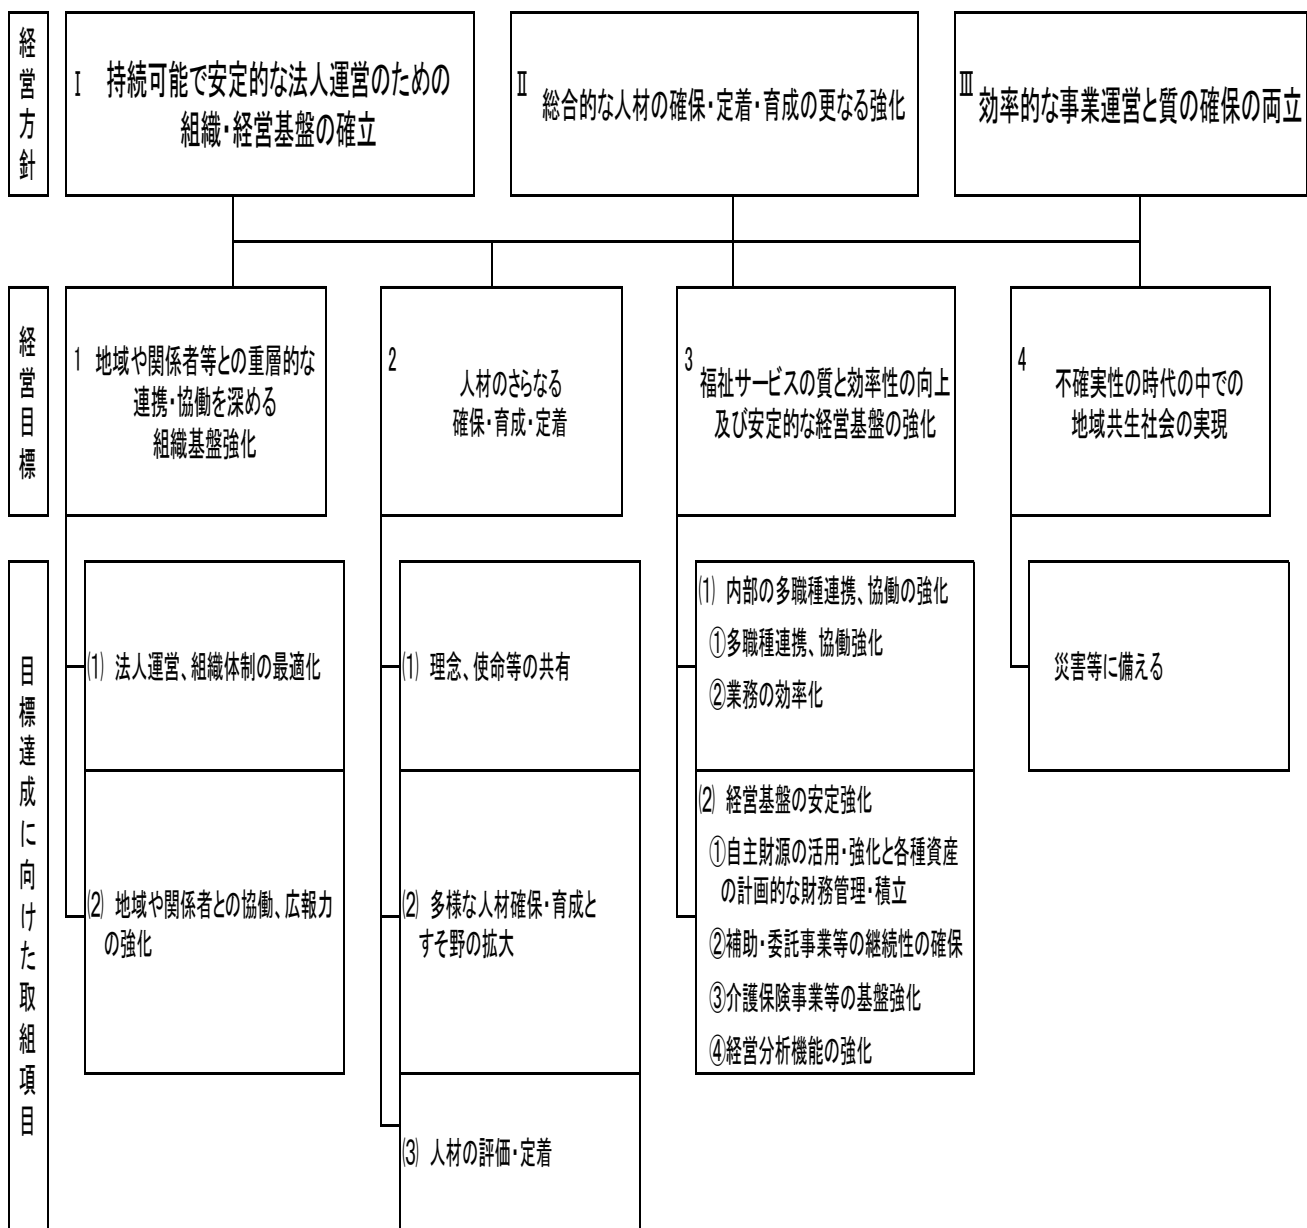 経営方針
Ⅰ 持続可能で安定的な法人運営のための
組織・経営基盤の確立
Ⅱ
総合的な人材の確保・定着・育成の更なる強化
Ⅲ
効率的な事業運営と質の確保の両立
経営目標
1 地域や関係者等との重層的な
連携・協働を深める
組織基盤強化
2
人材のさらなる
確保・育成・定着
3
福祉サービスの質と効率性の向上
及び安定的な経営基盤の強化
4
不確実性の時代の中での
地域共生社会の実現
目標達成に向けた取組項目
⑴ 法人運営、組織体制の最適化
⑵ 地域や関係者との協働、広報力
の強化
⑴ 理念、使命等の共有
⑵ 多様な人材確保・育成と
すそ野の拡大
⑶ 人材の評価・定着
⑴ 内部の多職種連携、協働の強化
①多職種連携、協働強化
②業務の効率化
⑵ 経営基盤の安定強化
①自主財源の活用・強化と各種資産
の計画的な財務管理・積立
②補助・委託事業等の継続性の確保
③介護保険事業等の基盤強化
④経営分析機能の強化
災害等に備える